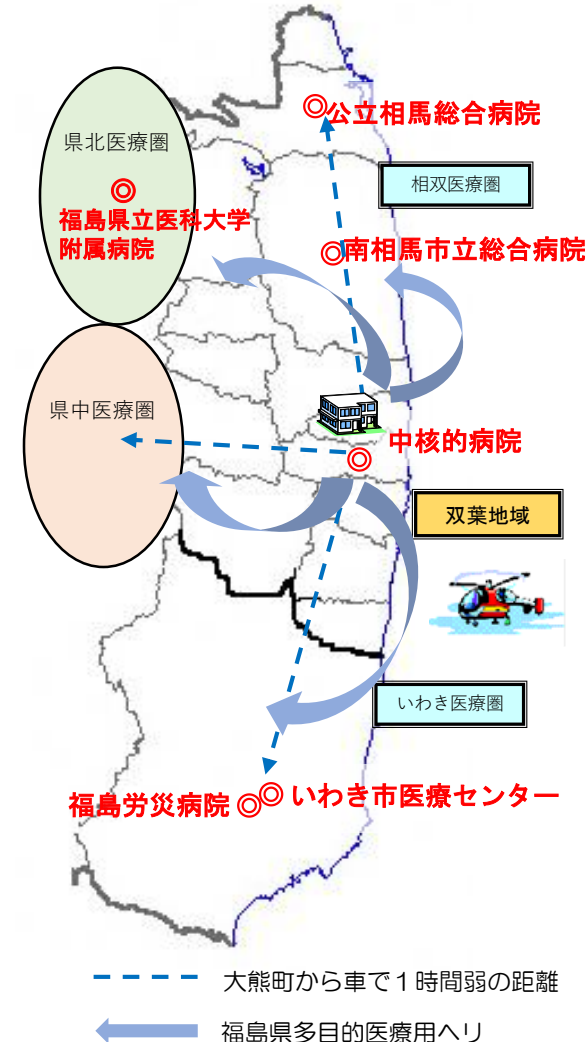 公立相馬総合病院
県北医療圏
相双医療圏
福島県立医科大学
附属病院
南相馬市立総合病院
県中医療圏
中核的病院
双葉地域
いわき医療圏
福島労災病院
いわき市医療センター
大熊町から車で１時間弱の距離
福島県多目的医療用ヘリ